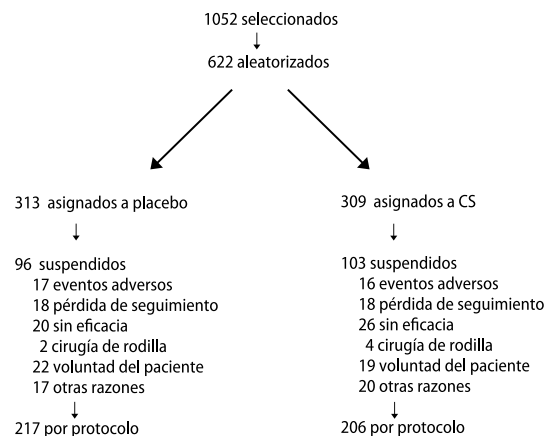 1052 seleccionados
622 aleatorizados
313 asignados a placebo
96 suspendidos
17 eventos adversos
18 pérdida de seguimiento
20 sin eficacia
2 cirugía de rodilla
22 voluntad del paciente
17 otras razones
217 por protocolo
309 asignados a CS
103 suspendidos
16 eventos adversos
18 pérdida de seguimiento
26 sin eficacia
4 cirugía de rodilla
19 voluntad del paciente
20 otras razones
206 por protocolo